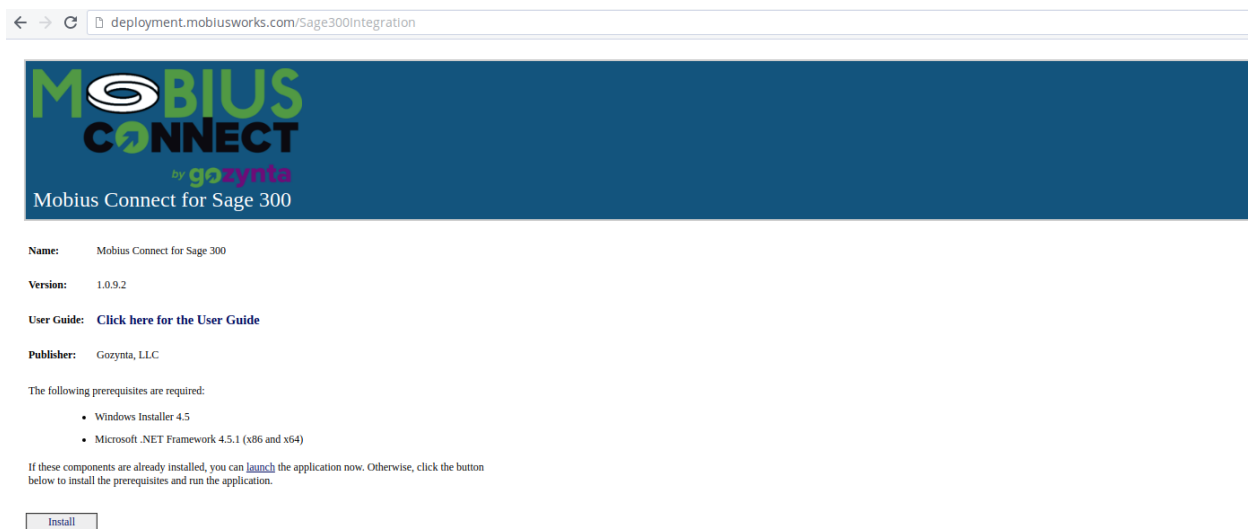 deployment.mobiusworks.com/Sage300Integration
MOBIUS
CONNECT
by gozynta
Mobius Connect for Sage 300
Name: Mobius Connect for Sage 300
Version: 1.0.9.2
User Guide: Click here for the User Guide
Publisher: Gozynta, LLC
The following prerequisites are required:
• Windows Installer 4.5
• Microsoft .NET Framework 4.5.1 (x86 and x64)
If these components are already installed, you can launch the application now. Otherwise, click the button
below to install the prerequisites and run the application.
Install